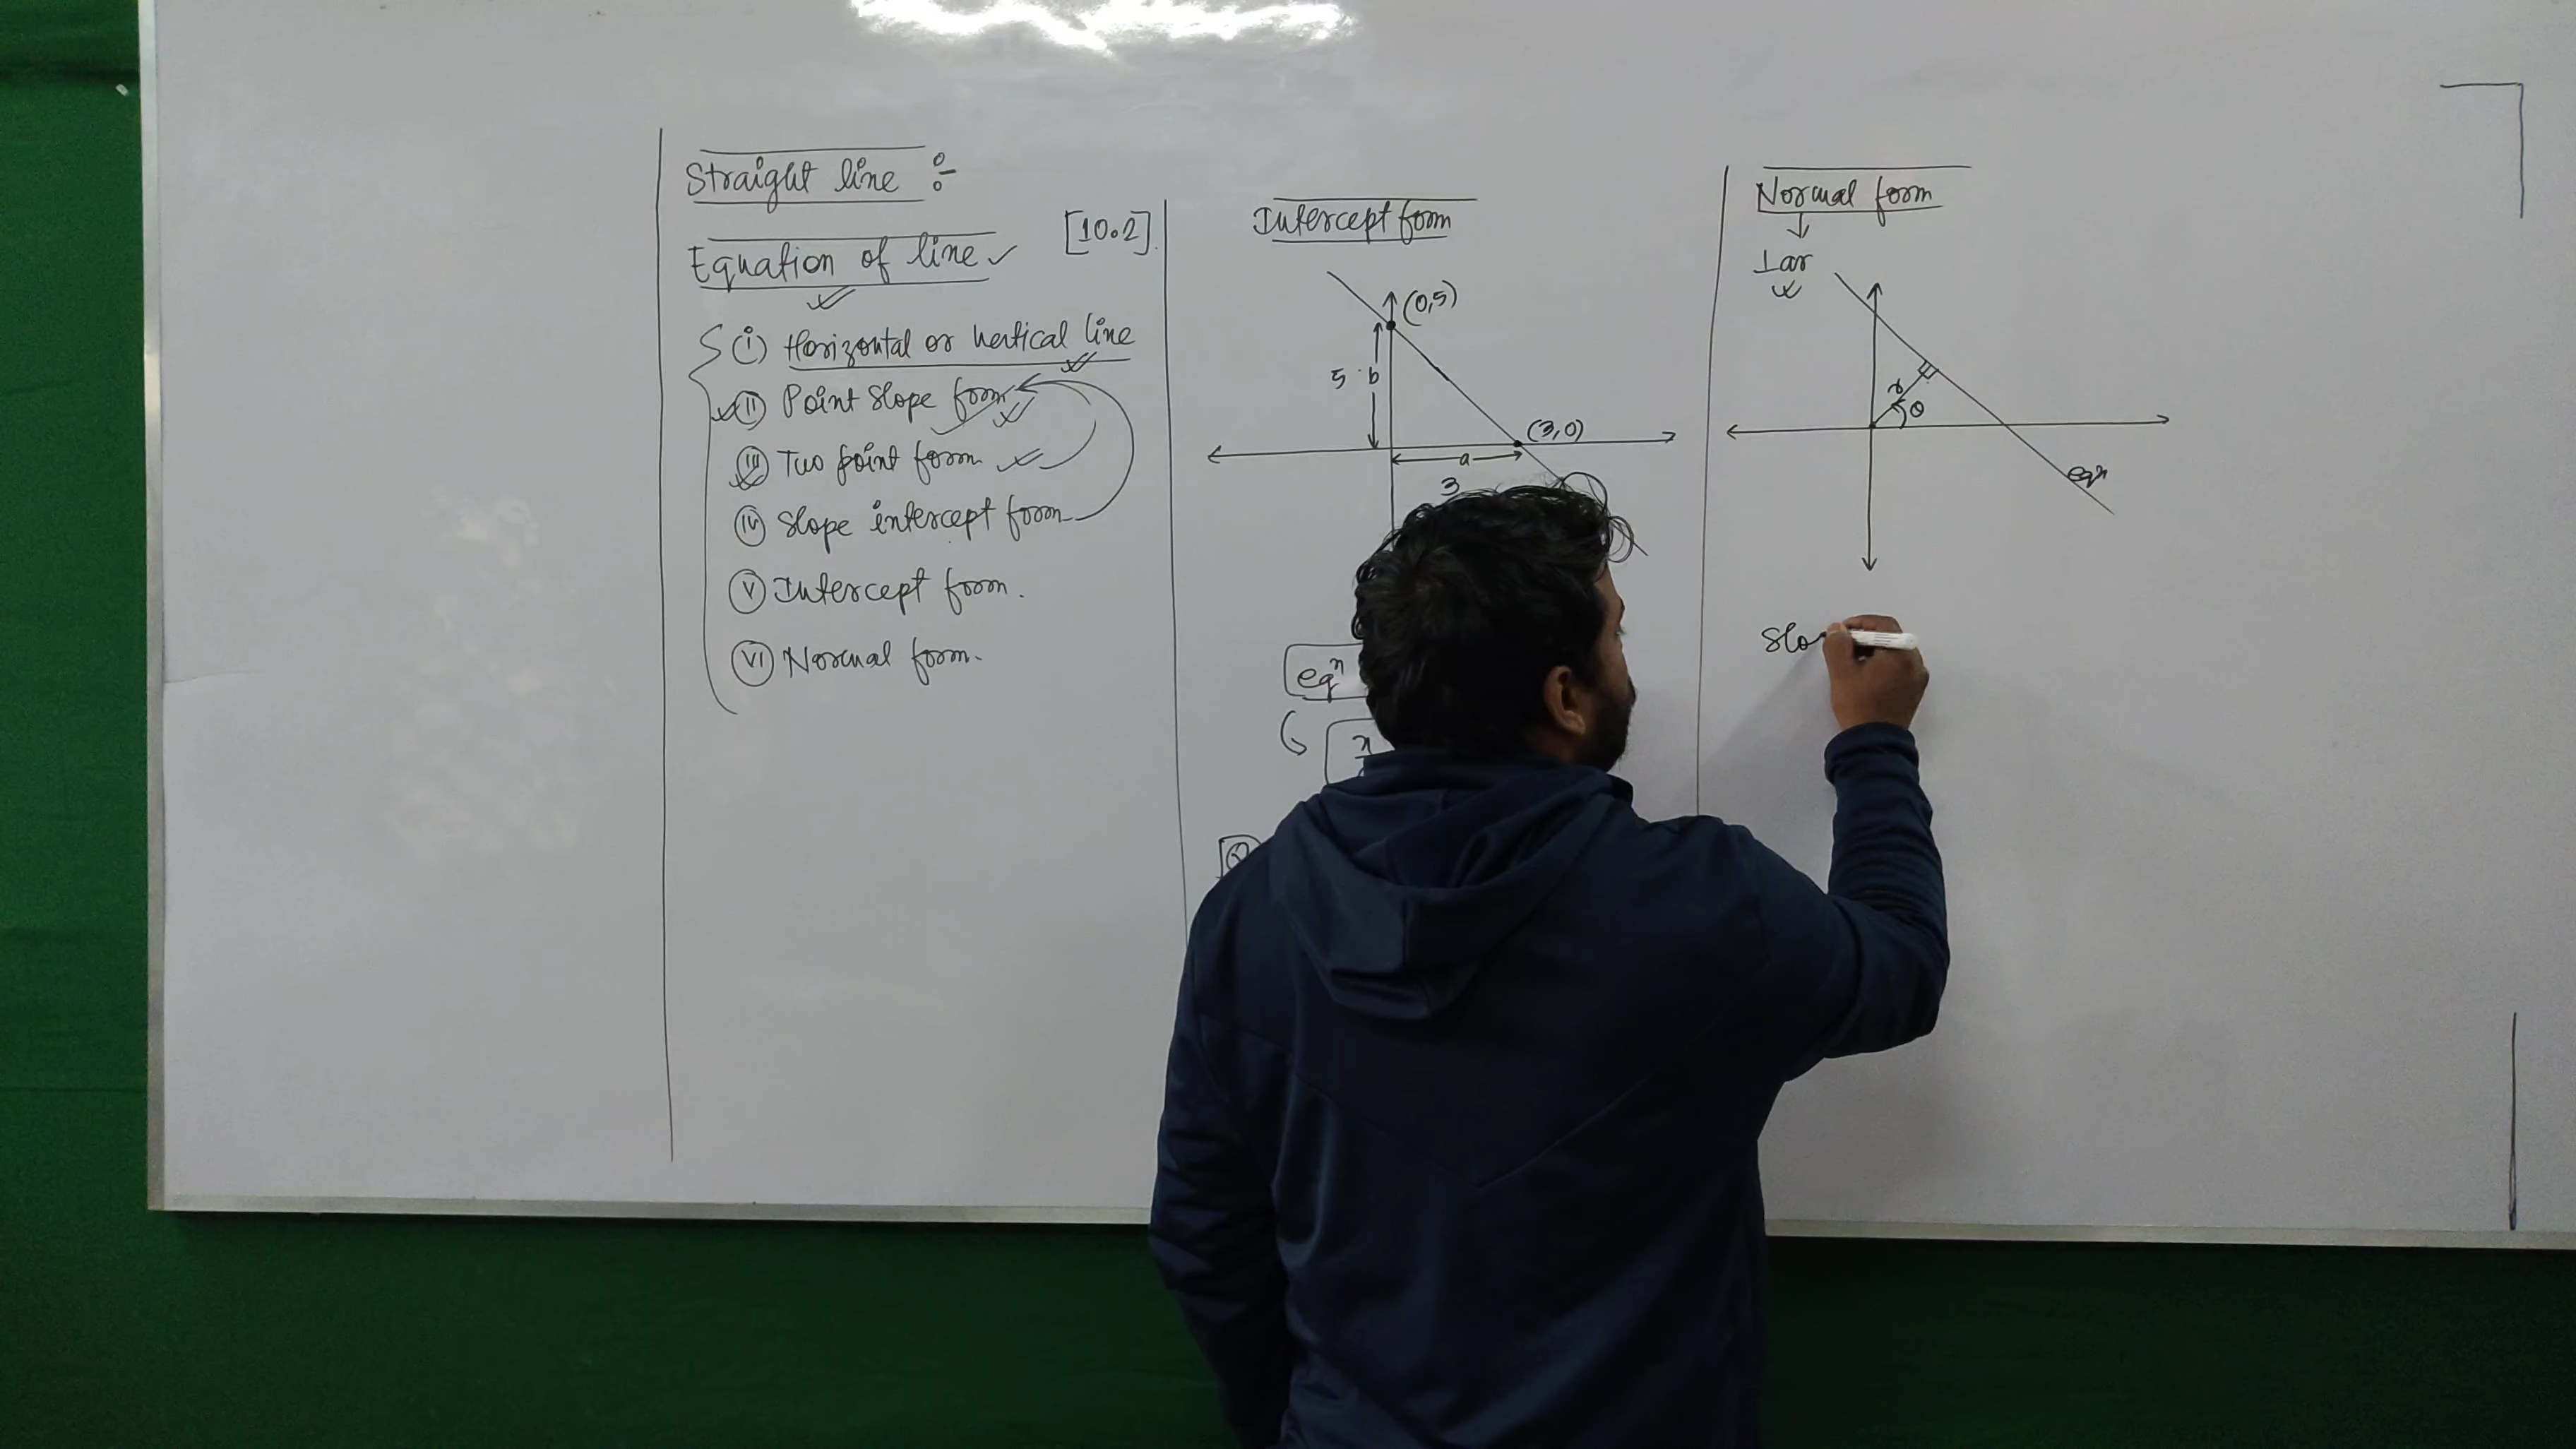 Straight line :-
Equation of line ✓ [10.2]
(i) Horizontal or vertical line
(ii) Point slope form
(iii) Two point form
(iv) Slope intercept form
(v) Intercept form.
(vi) Normal form.
Intercept form
(0,5)
5 b
(3,0)
a
3
eqⁿ
x
Normal form
↓
⊥ar
r
θ
eqⁿ
Slo